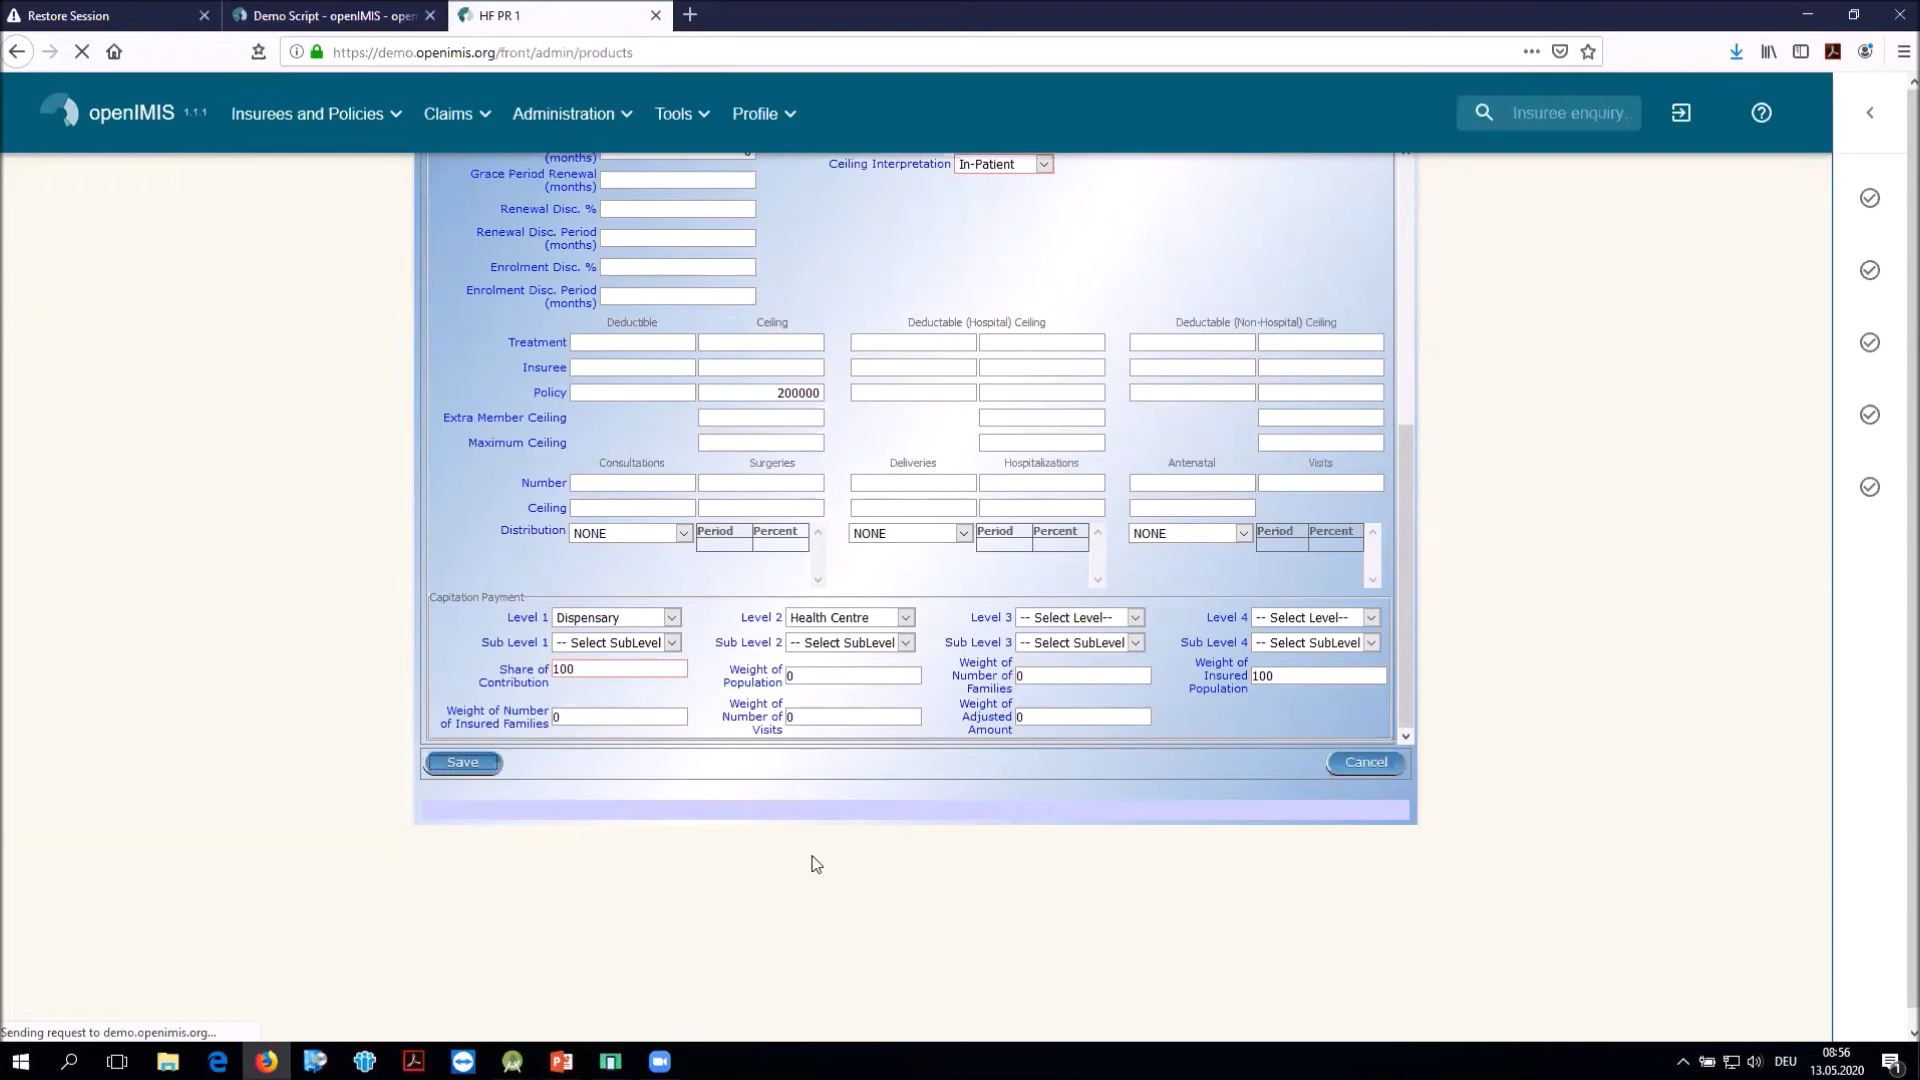 Restore Session
Demo Script - openIMIS - open
HF PR 1
https://demo.openimis.org/front/admin/products
openIMIS 1.1.1 Insurees and Policies Claims Administration Tools Profile Insuree enquiry...
(months)
Ceiling Interpretation In-Patient
Grace Period Renewal
(months)
Renewal Disc. %
Renewal Disc. Period
(months)
Enrolment Disc. %
Enrolment Disc. Period
(months)
Deductible Ceiling Deductable (Hospital) Ceiling Deductable (Non-Hospital) Ceiling
Treatment
Insuree
Policy 200000
Extra Member Ceiling
Maximum Ceiling
Consultations Surgeries Deliveries Hospitalizations Antenatal Visits
Number
Ceiling
Distribution NONE Period Percent NONE Period Percent NONE Period Percent
Capitation Payment
Level 1 Dispensary Level 2 Health Centre Level 3 -- Select Level-- Level 4 -- Select Level--
Sub Level 1 -- Select SubLevel Sub Level 2 -- Select SubLevel Sub Level 3 -- Select SubLevel Sub Level 4 -- Select SubLevel
Share of
Contribution 100
Weight of
Population 0
Weight of
Number of
Families 0
Weight of
Insured
Population 100
Weight of Number
of Insured Families 0
Weight of
Number of
Visits 0
Weight of
Adjusted
Amount 0
Save Cancel
Sending request to demo.openimis.org...
DEU
08:56
13.05.2020
1